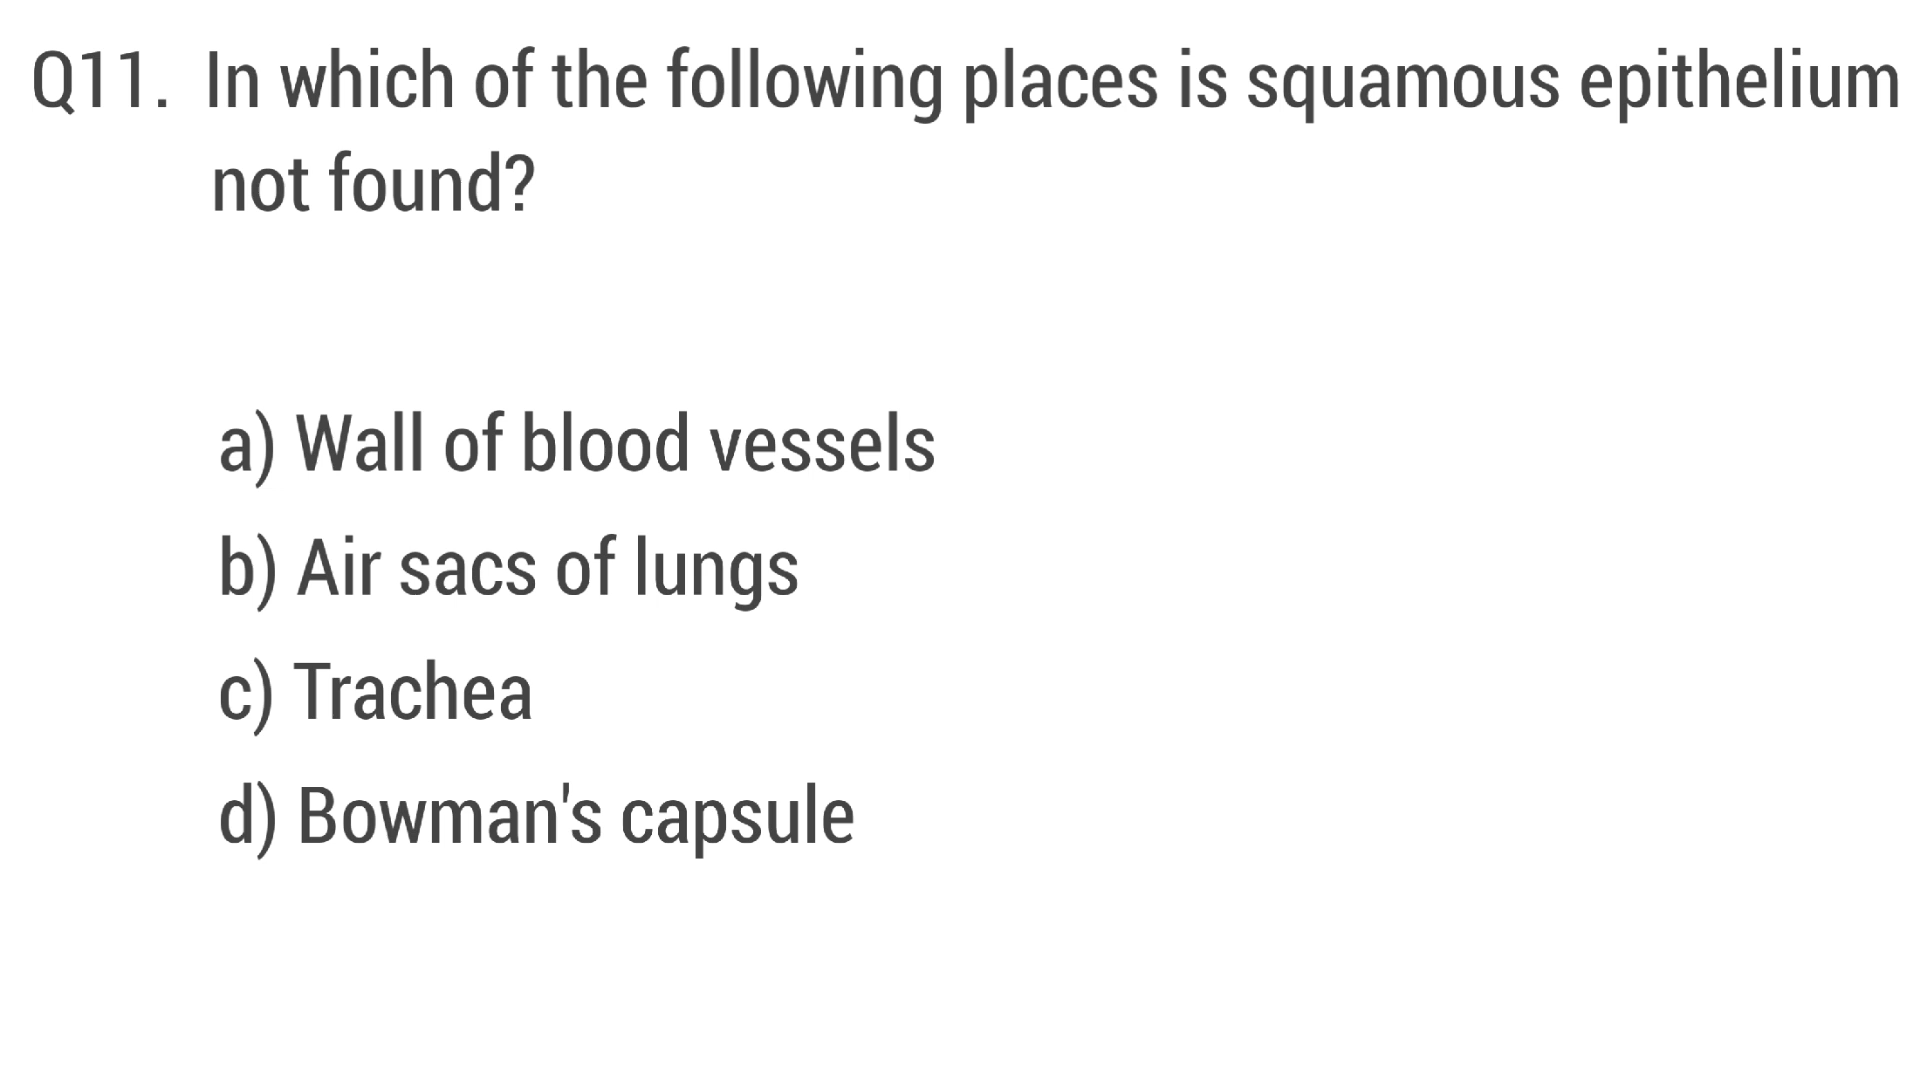 Q11. In which of the following places is squamous epithelium
not found?
a) Wall of blood vessels
b) Air sacs of lungs
c) Trachea
d) Bowman's capsule